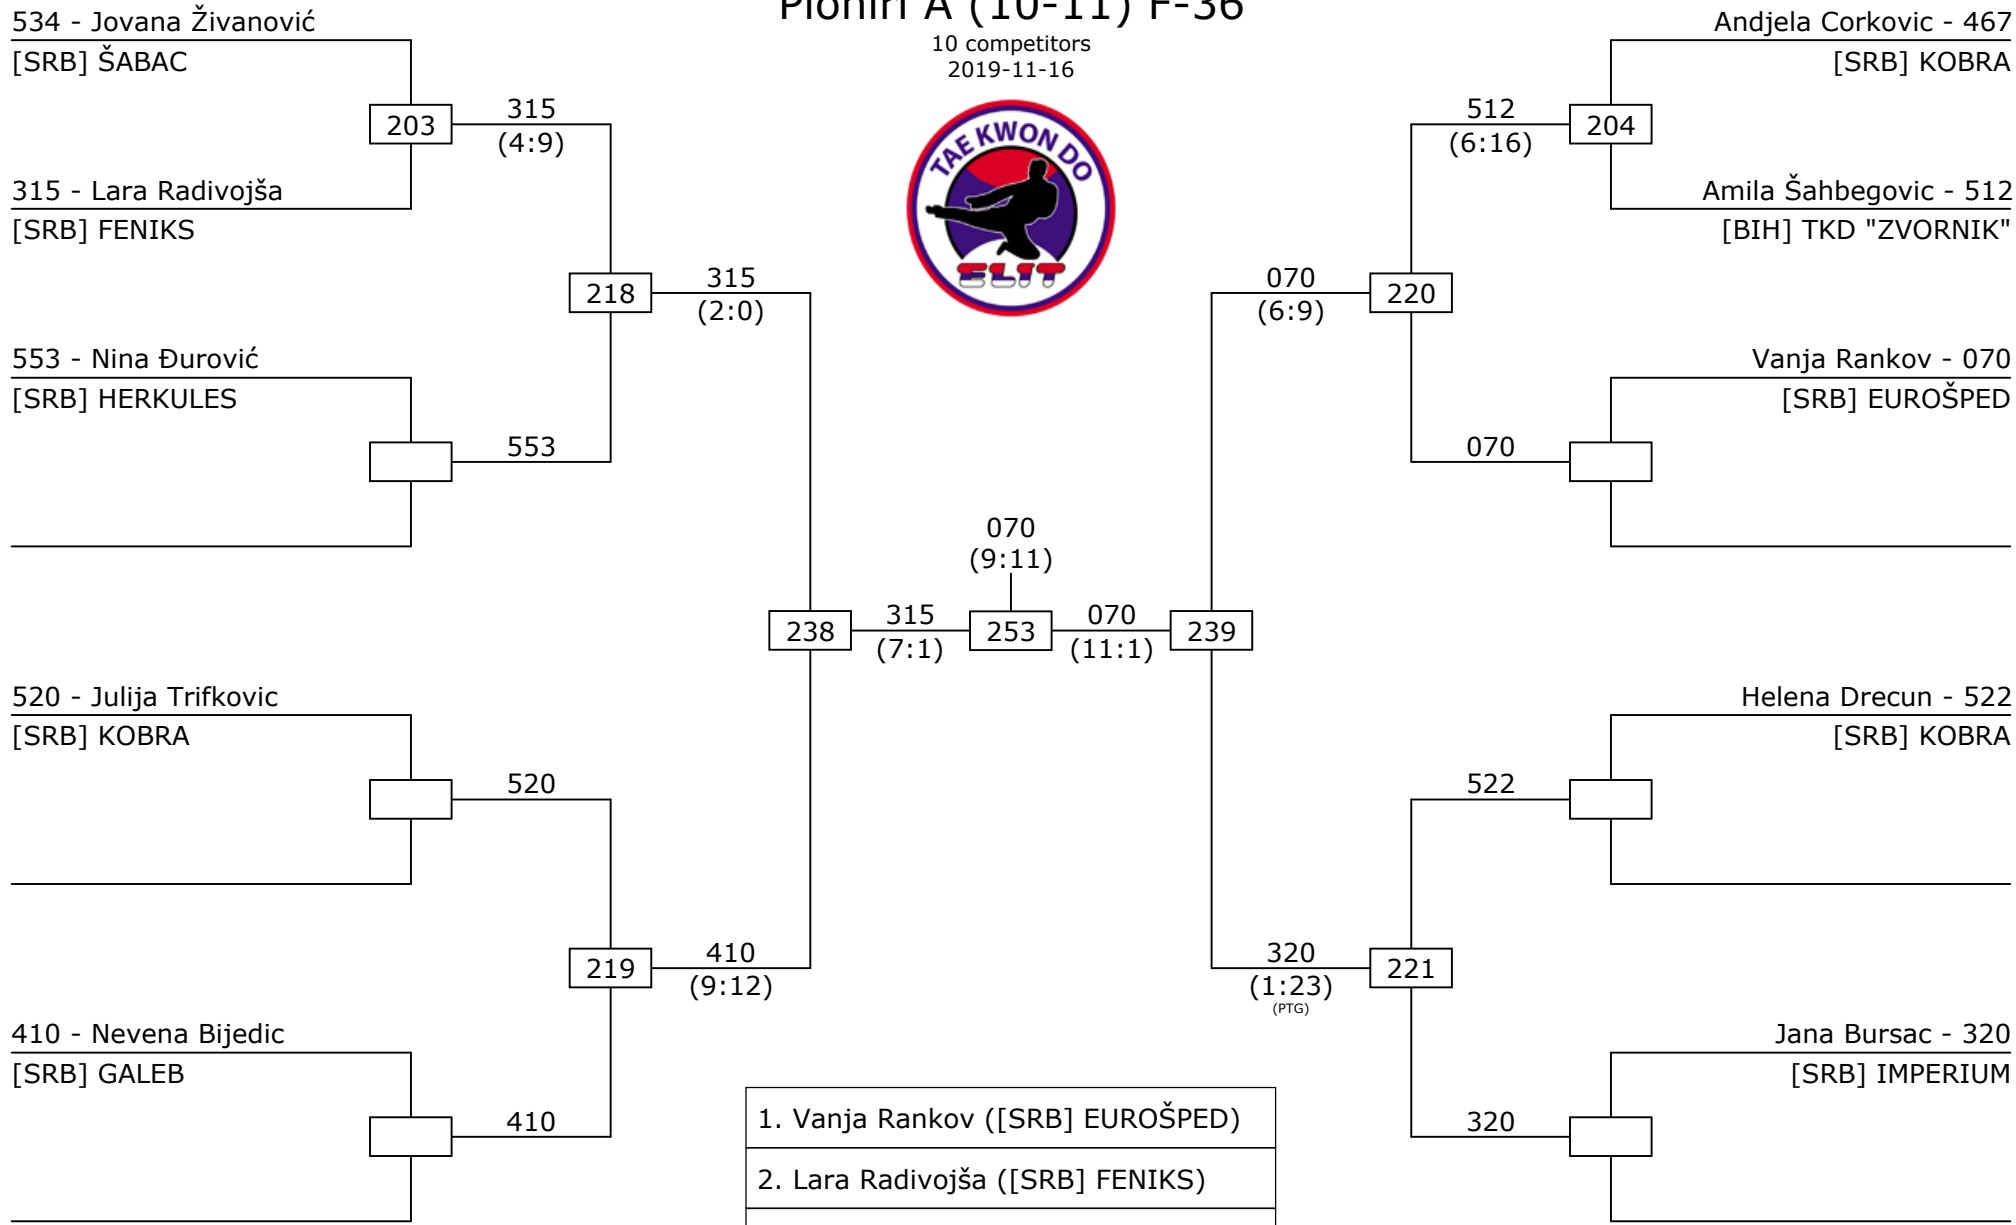 Pioniri A (10-11) F-36
10 competitors
2019-11-16
TAE KWON DO
ELIT
534 - Jovana Živanović
[SRB] ŠABAC
203
315
(4:9)
315 - Lara Radivojša
[SRB] FENIKS
218
315
(2:0)
553 - Nina Đurović
[SRB] HERKULES
553
520 - Julija Trifkovic
[SRB] KOBRA
520
219
410
(9:12)
410 - Nevena Bijedic
[SRB] GALEB
410
238
315
(7:1)
070
(9:11)
253
070
(11:1)
239
Andjela Corkovic - 467
[SRB] KOBRA
512
(6:16)
204
Amila Šahbegovic - 512
[BIH] TKD "ZVORNIK"
070
(6:9)
220
Vanja Rankov - 070
[SRB] EUROŠPED
070
Helena Drecun - 522
[SRB] KOBRA
522
320
(1:23)
(PTG)
221
Jana Bursac - 320
[SRB] IMPERIUM
320
1. Vanja Rankov ([SRB] EUROŠPED)
2. Lara Radivojša ([SRB] FENIKS)